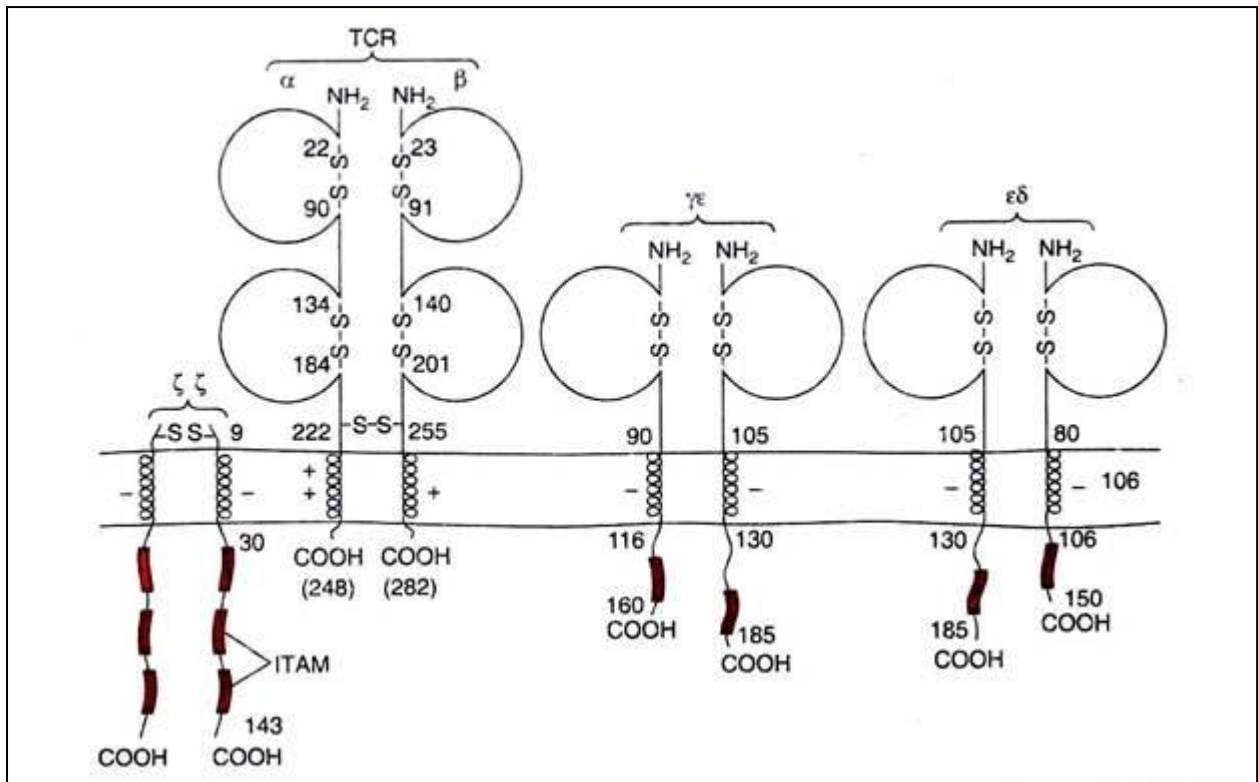 TCR
α β
NH2 NH2
22 23
S S
S S
90 91
γε εδ
NH2 NH2 NH2 NH2
134 140
S S S S S S
S S S S S S
184 201
ζ ζ
S S 9 222 S S 255 90 105 105 80
− − + + + − − − − 106
30 116 130 130 106
COOH COOH
(248) (282)
160 150
COOH 185 185 COOH
COOH COOH
ITAM
143
COOH COOH